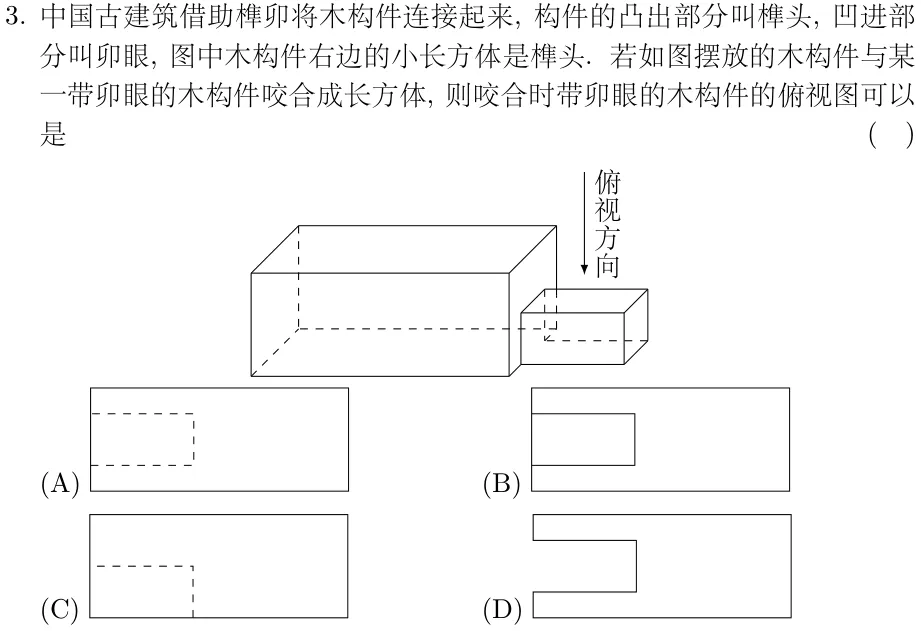 3. 中国古建筑借助榫卯将木构件连接起来, 构件的凸出部分叫榫头, 凹进部
分叫卯眼, 图中木构件右边的小长方体是榫头. 若如图摆放的木构件与某
一带卯眼的木构件咬合成长方体, 则咬合时带卯眼的木构件的俯视图可以
是 ( )
俯视方向
(A)
(B)
(C)
(D)